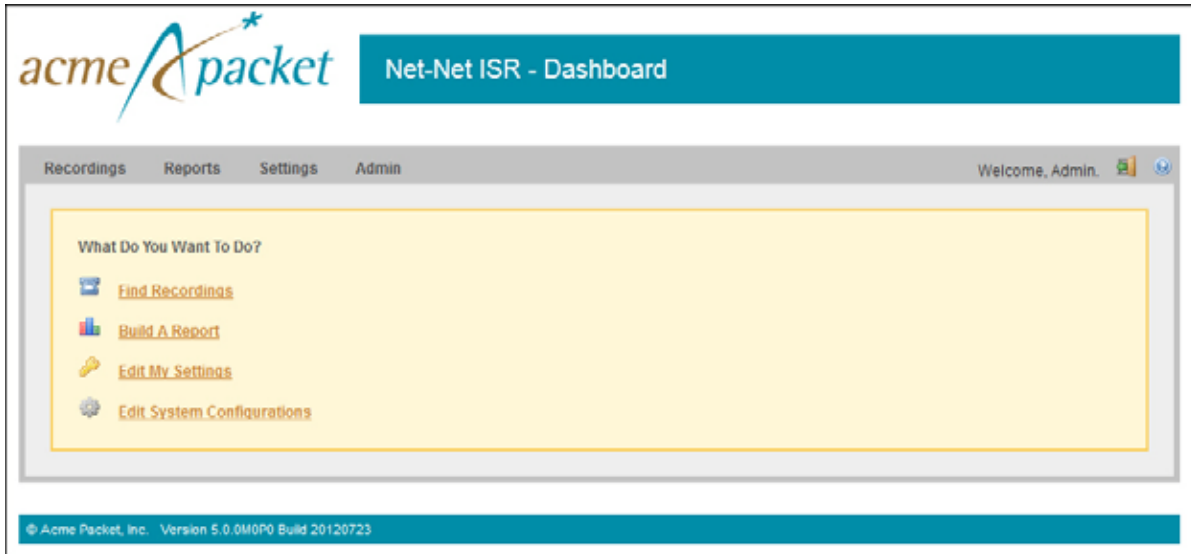 acme packet
Net-Net ISR - Dashboard
Recordings Reports Settings Admin Welcome, Admin.
What Do You Want To Do?
Find Recordings
Build A Report
Edit My Settings
Edit System Configurations
© Acme Packet, Inc. Version 5.0.0M0P0 Build 20120723